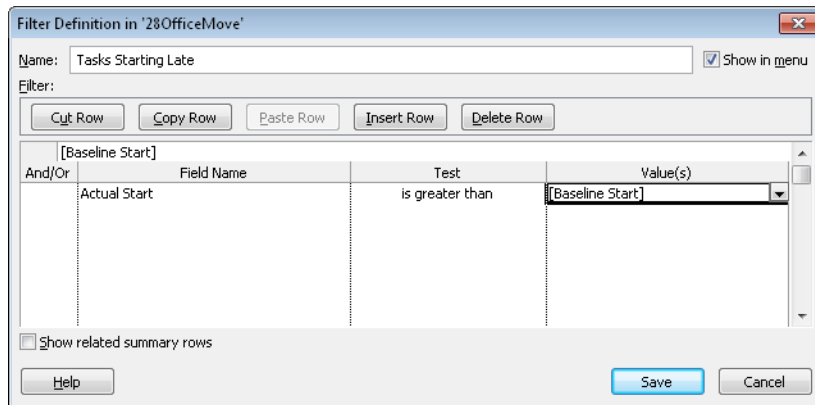 Filter Definition in '28OfficeMove'
Name: Tasks Starting Late Show in menu
Filter:
Cut Row Copy Row Paste Row Insert Row Delete Row
[Baseline Start]
And/Or Field Name Test Value(s)
Actual Start is greater than [Baseline Start]
Show related summary rows
Help Save Cancel